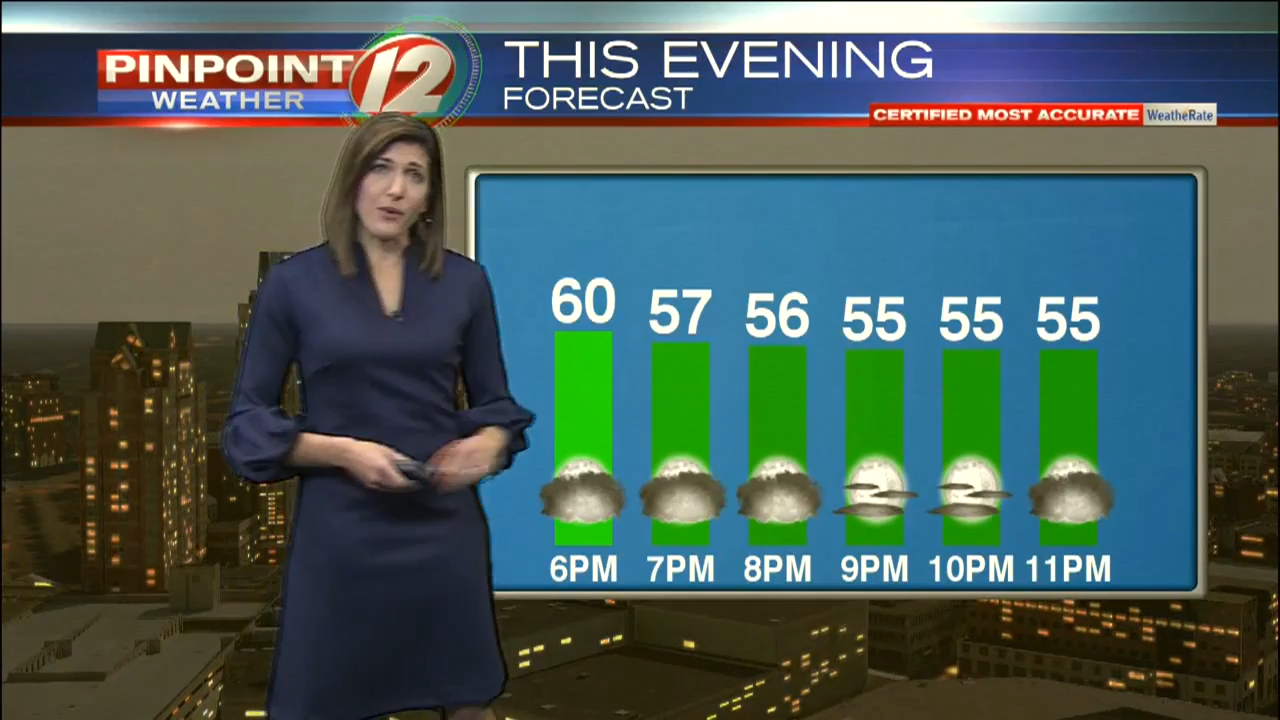 PINPOINT
WEATHER
12
THIS EVENING
FORECAST
CERTIFIED MOST ACCURATE WeatheRate
60 57 56 55 55 55
6PM 7PM 8PM 9PM 10PM 11PM